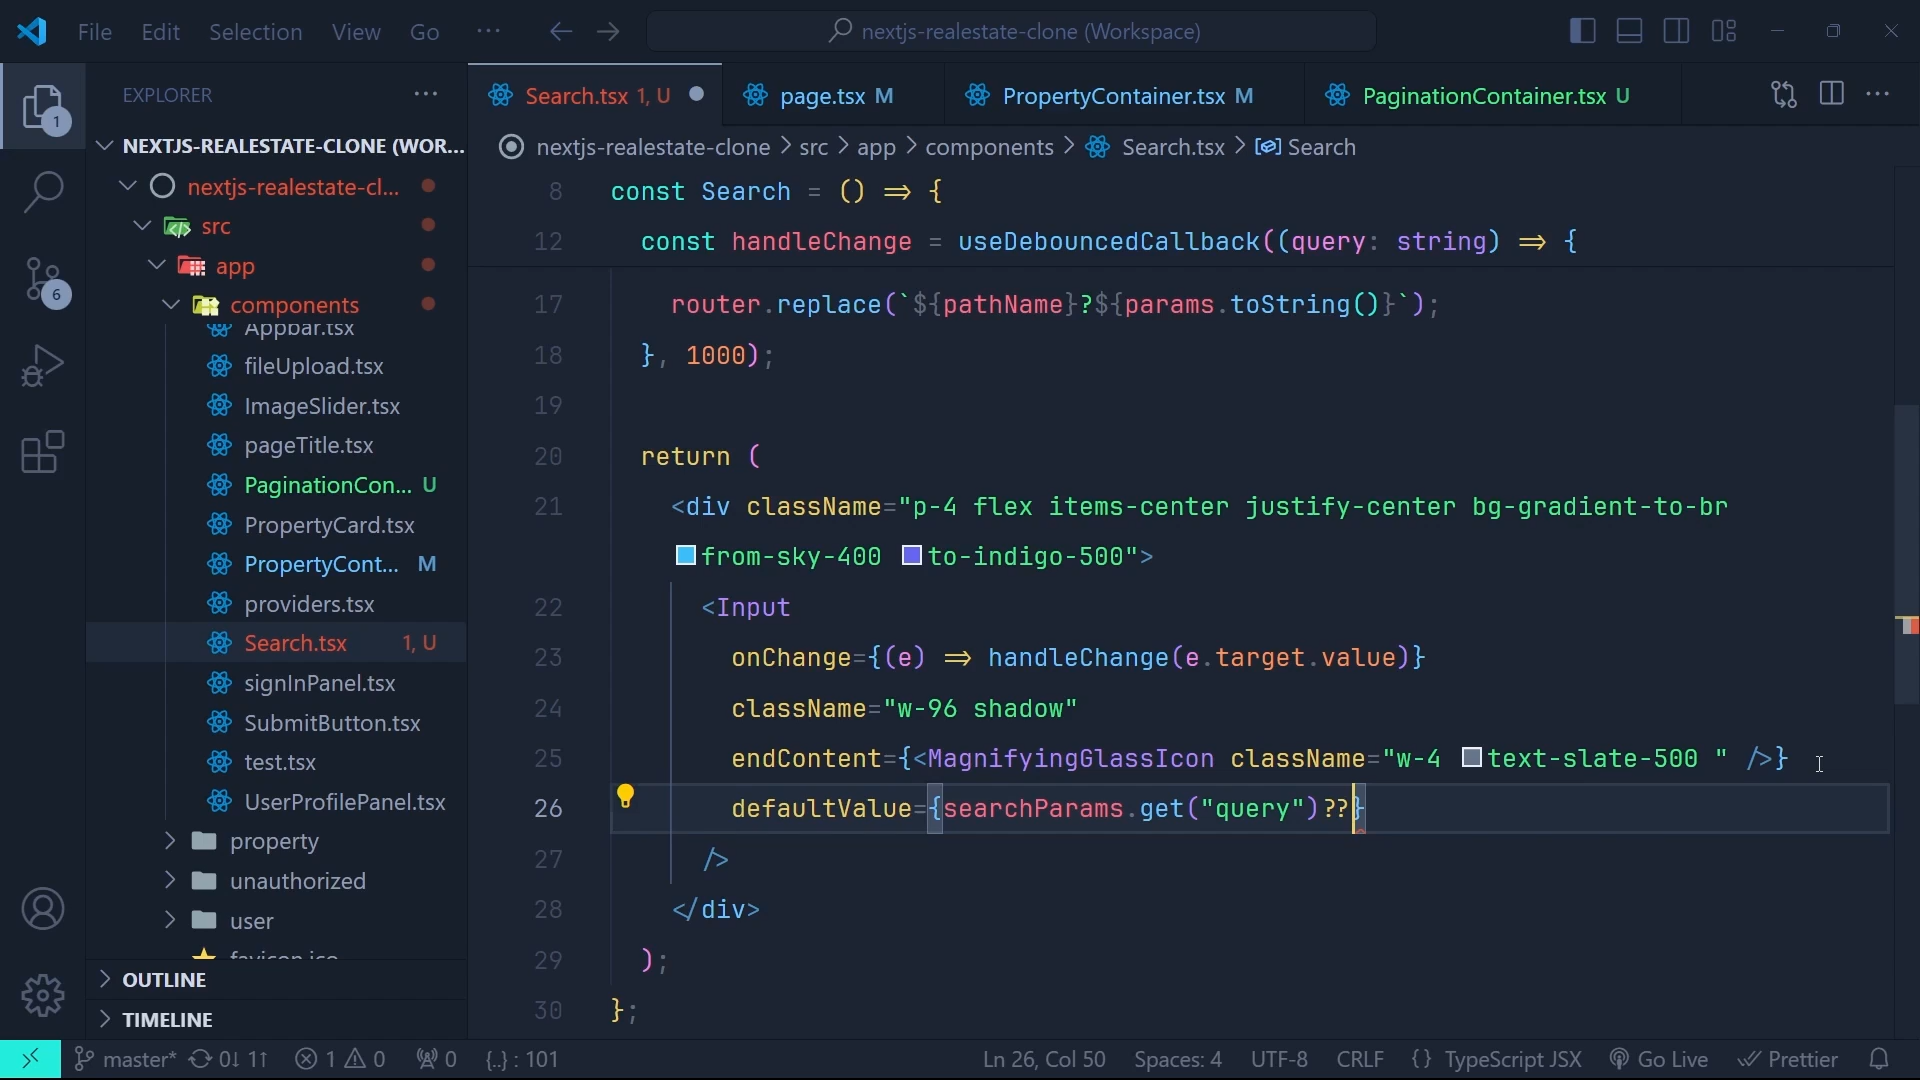 File Edit Selection View Go ··· nextjs-realestate-clone (Workspace)
EXPLORER ···
Search.tsx 1, U page.tsx M PropertyContainer.tsx M PaginationContainer.tsx U ···
1
NEXTJS-REALESTATE-CLONE (WOR...
nextjs-realestate-clone > src > app > components > Search.tsx > Search
nextjs-realestate-cl...
src
app
components
Appbar.tsx
fileUpload.tsx
ImageSlider.tsx
pageTitle.tsx
PaginationCon... U
PropertyCard.tsx
PropertyCont... M
providers.tsx
Search.tsx 1, U
signInPanel.tsx
SubmitButton.tsx
test.tsx
UserProfilePanel.tsx
property
unauthorized
user
favicon.ico
OUTLINE
TIMELINE
6
8 const Search = () => {
12 const handleChange = useDebouncedCallback((query: string) => {
17 router.replace(`${pathName}?${params.toString()}`);
18 }, 1000);
19
20 return (
21 <div className="p-4 flex items-center justify-center bg-gradient-to-br
from-sky-400 to-indigo-500">
22 <Input
23 onChange={(e) => handleChange(e.target.value)}
24 className="w-96 shadow"
25 endContent={<MagnifyingGlassIcon className="w-4 text-slate-500 " />}
26 defaultValue={searchParams.get("query")??}
27 />
28 </div>
29 );
30 };
master* 0↓ 1↑ 1 0 0 {..} : 101 Ln 26, Col 50 Spaces: 4 UTF-8 CRLF {} TypeScript JSX Go Live Prettier